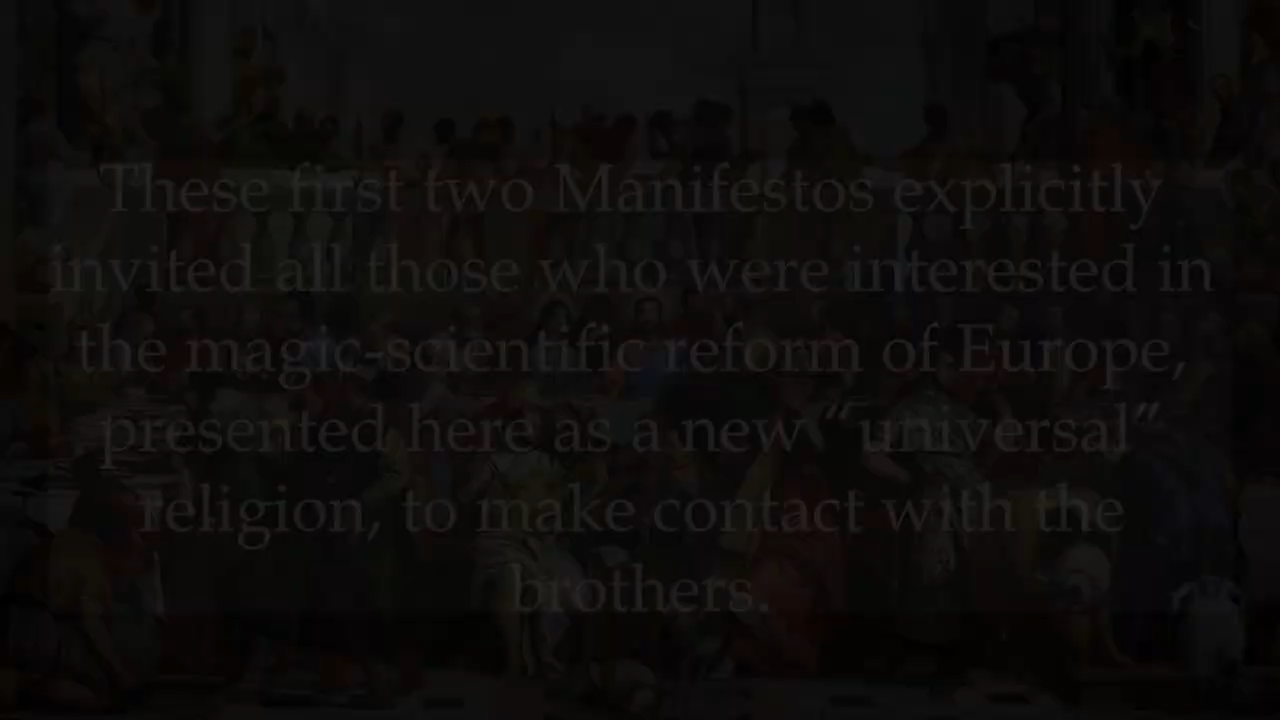 These first two Manifestos explicitly
invited all those who were interested in
the magic-scientific reform of Europe,
presented here as a new “universal”
religion, to make contact with the
brothers.